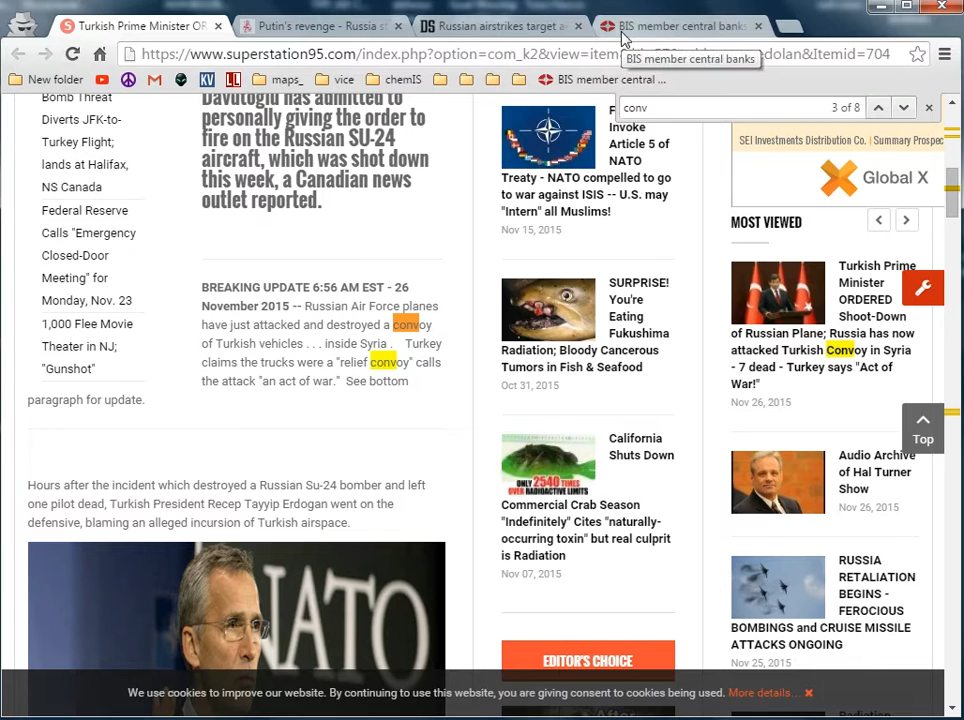 Turkish Prime Minister OR
Putin's revenge - Russia s
DS Russian airstrikes target a
BIS member central banks
https://www.superstation95.com/index.php?option=com_k2&view=item
edolan&Itemid=704
BIS member central banks
New folder
maps_
vice
chemIS
BIS member central ...
KV
LL
conv
3 of 8
Bomb Threat
Diverts JFK-to-
Turkey Flight;
lands at Halifax,
NS Canada
Federal Reserve
Calls "Emergency
Closed-Door
Meeting" for
Monday, Nov. 23
1,000 Flee Movie
Theater in NJ;
"Gunshot"
paragraph for update.
Davutoglu has admitted to
personally giving the order to
fire on the Russian SU-24
aircraft, which was shot down
this week, a Canadian news
outlet reported.
BREAKING UPDATE 6:56 AM EST - 26
November 2015 -- Russian Air Force planes
have just attacked and destroyed a convoy
of Turkish vehicles . . . inside Syria . Turkey
claims the trucks were a "relief convoy" calls
the attack "an act of war." See bottom
Hours after the incident which destroyed a Russian Su-24 bomber and left
one pilot dead, Turkish President Recep Tayyip Erdogan went on the
defensive, blaming an alleged incursion of Turkish airspace.
NATO
Invoke
Article 5 of
NATO
Treaty - NATO compelled to go
to war against ISIS -- U.S. may
"Intern" all Muslims!
Nov 15, 2015
SURPRISE!
You're
Eating
Fukushima
Radiation; Bloody Cancerous
Tumors in Fish & Seafood
Oct 31, 2015
ONLY 2540 TIMES
OVER RADIOACTIVE LIMITS
California
Shuts Down
Commercial Crab Season
"Indefinitely" Cites "naturally-
occurring toxin" but real culprit
is Radiation
Nov 07, 2015
EDITOR'S CHOICE
After
SEI Investments Distribution Co. | Summary Prospec
Global X
MOST VIEWED
Turkish Prime
Minister
ORDERED
Shoot-Down
of Russian Plane; Russia has now
attacked Turkish Convoy in Syria
- 7 dead - Turkey says "Act of
War!"
Nov 26, 2015
Top
Audio Archive
of Hal Turner
Show
Nov 26, 2015
RUSSIA
RETALIATION
BEGINS -
FEROCIOUS
BOMBINGS and CRUISE MISSILE
ATTACKS ONGOING
Nov 25, 2015
We use cookies to improve our website. By continuing to use this website, you are giving consent to cookies being used. More details...